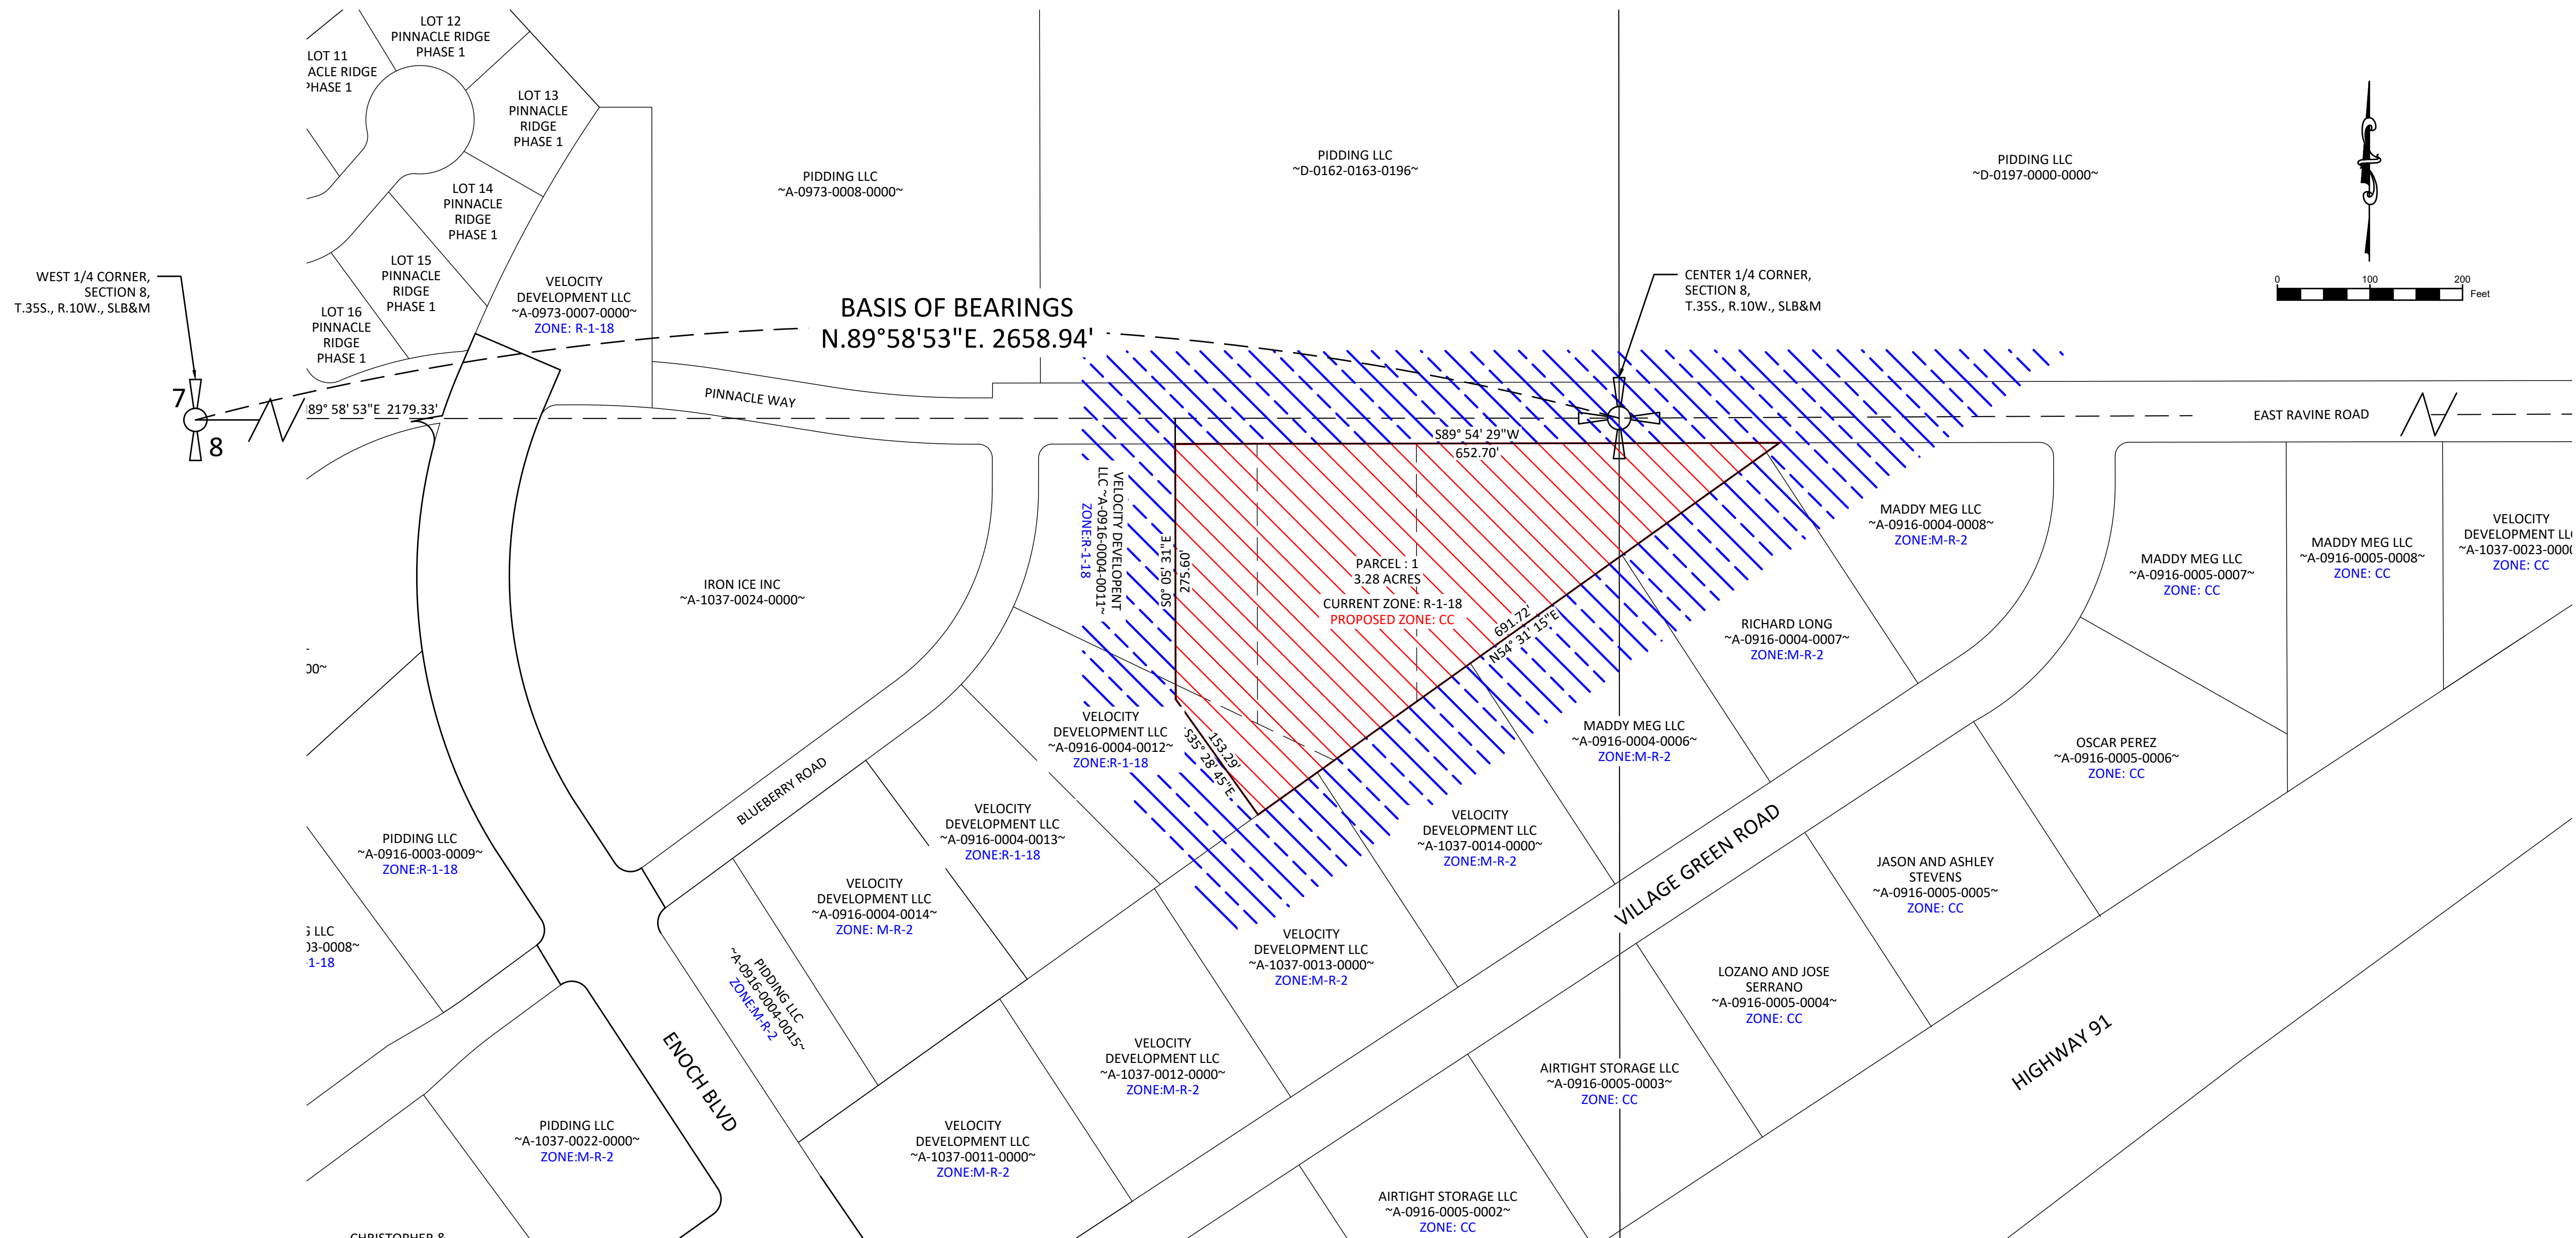 LOT 12
PINNACLE RIDGE
PHASE 1
LOT 11
ACLE RIDGE
PHASE 1
LOT 13
PINNACLE
RIDGE
PHASE 1
LOT 14
PINNACLE
RIDGE
PHASE 1
LOT 15
PINNACLE
RIDGE
PHASE 1
LOT 16
PINNACLE
RIDGE
PHASE 1
VELOCITY
DEVELOPMENT LLC
~A-0973-0007-0000~
ZONE: R-1-18
PIDDING LLC
~A-0973-0008-0000~
PIDDING LLC
~D-0162-0163-0196~
PIDDING LLC
~D-0197-0000-0000~
0
100
200
Feet
WEST 1/4 CORNER,
SECTION 8,
T.35S., R.10W., SLB&M
CENTER 1/4 CORNER,
SECTION 8,
T.35S., R.10W., SLB&M
BASIS OF BEARINGS
N.89°58'53"E. 2658.94'
7
8
89° 58' 53"E 2179.33'
PINNACLE WAY
EAST RAVINE ROAD
S89° 54' 29"W
652.70'
VELOCITY DEVELOPENT
LLC ~A-0916-0004-0011~
ZONE:R-1-18
S0° 05' 31"E
275.60'
PARCEL : 1
3.28 ACRES
CURRENT ZONE: R-1-18
PROPOSED ZONE: CC
691.72'
N54° 31' 15"E
153.29'
S35° 28' 45"E
IRON ICE INC
~A-1037-0024-0000~
MADDY MEG LLC
~A-0916-0004-0008~
ZONE:M-R-2
MADDY MEG LLC
~A-0916-0005-0007~
ZONE: CC
MADDY MEG LLC
~A-0916-0005-0008~
ZONE: CC
VELOCITY
DEVELOPMENT LL
~A-1037-0023-000
ZONE: CC
RICHARD LONG
~A-0916-0004-0007~
ZONE:M-R-2
MADDY MEG LLC
~A-0916-0004-0006~
ZONE:M-R-2
OSCAR PEREZ
~A-0916-0005-0006~
ZONE: CC
00~
VELOCITY
DEVELOPMENT LLC
~A-0916-0004-0012~
ZONE:R-1-18
BLUEBERRY ROAD
VELOCITY
DEVELOPMENT LLC
~A-0916-0004-0013~
ZONE:R-1-18
VELOCITY
DEVELOPMENT LLC
~A-1037-0014-0000~
ZONE:M-R-2
VILLAGE GREEN ROAD
JASON AND ASHLEY
STEVENS
~A-0916-0005-0005~
ZONE: CC
PIDDING LLC
~A-0916-0003-0009~
ZONE:R-1-18
VELOCITY
DEVELOPMENT LLC
~A-0916-0004-0014~
ZONE: M-R-2
G LLC
03-0008~
-1-18
PIDDING LLC
~A-0916-0004-0015~
ZONE:M-R-2
VELOCITY
DEVELOPMENT LLC
~A-1037-0013-0000~
ZONE:M-R-2
LOZANO AND JOSE
SERRANO
~A-0916-0005-0004~
ZONE: CC
HIGHWAY 91
ENOCH BLVD
VELOCITY
DEVELOPMENT LLC
~A-1037-0012-0000~
ZONE:M-R-2
AIRTIGHT STORAGE LLC
~A-0916-0005-0003~
ZONE: CC
PIDDING LLC
~A-1037-0022-0000~
ZONE:M-R-2
VELOCITY
DEVELOPMENT LLC
~A-1037-0011-0000~
ZONE:M-R-2
AIRTIGHT STORAGE LLC
~A-0916-0005-0002~
ZONE: CC
CHRISTOPHER &